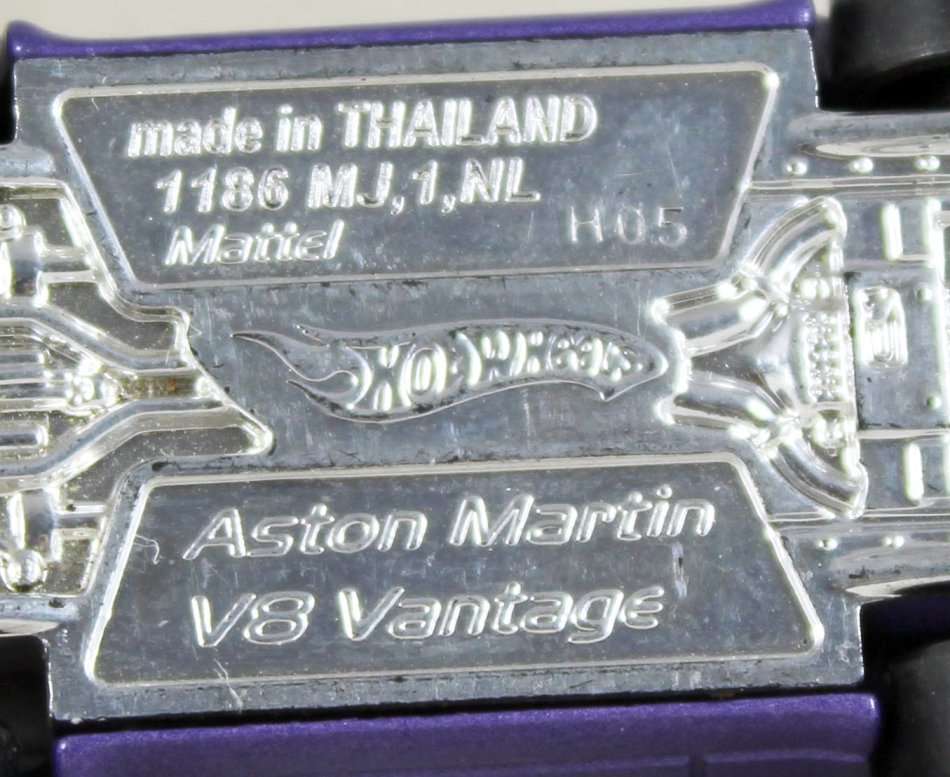 made in THAILAND
1186 MJ,1,NL
Mattel
H05
HOT WHEELS
Aston Martin
V8 Vantage